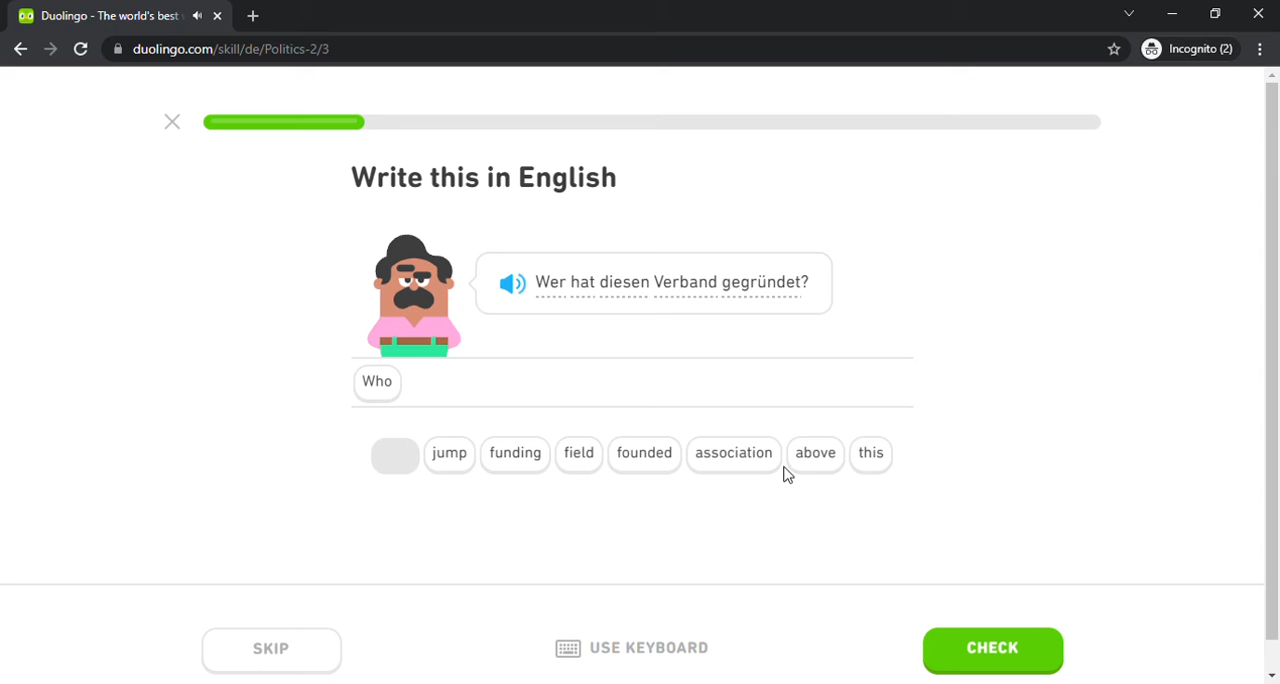 Duolingo - The world's best
duolingo.com/skill/de/Politics-2/3
Incognito (2)
Write this in English
Wer hat diesen Verband gegründet?
Who
jump funding field founded association above this
SKIP USE KEYBOARD CHECK